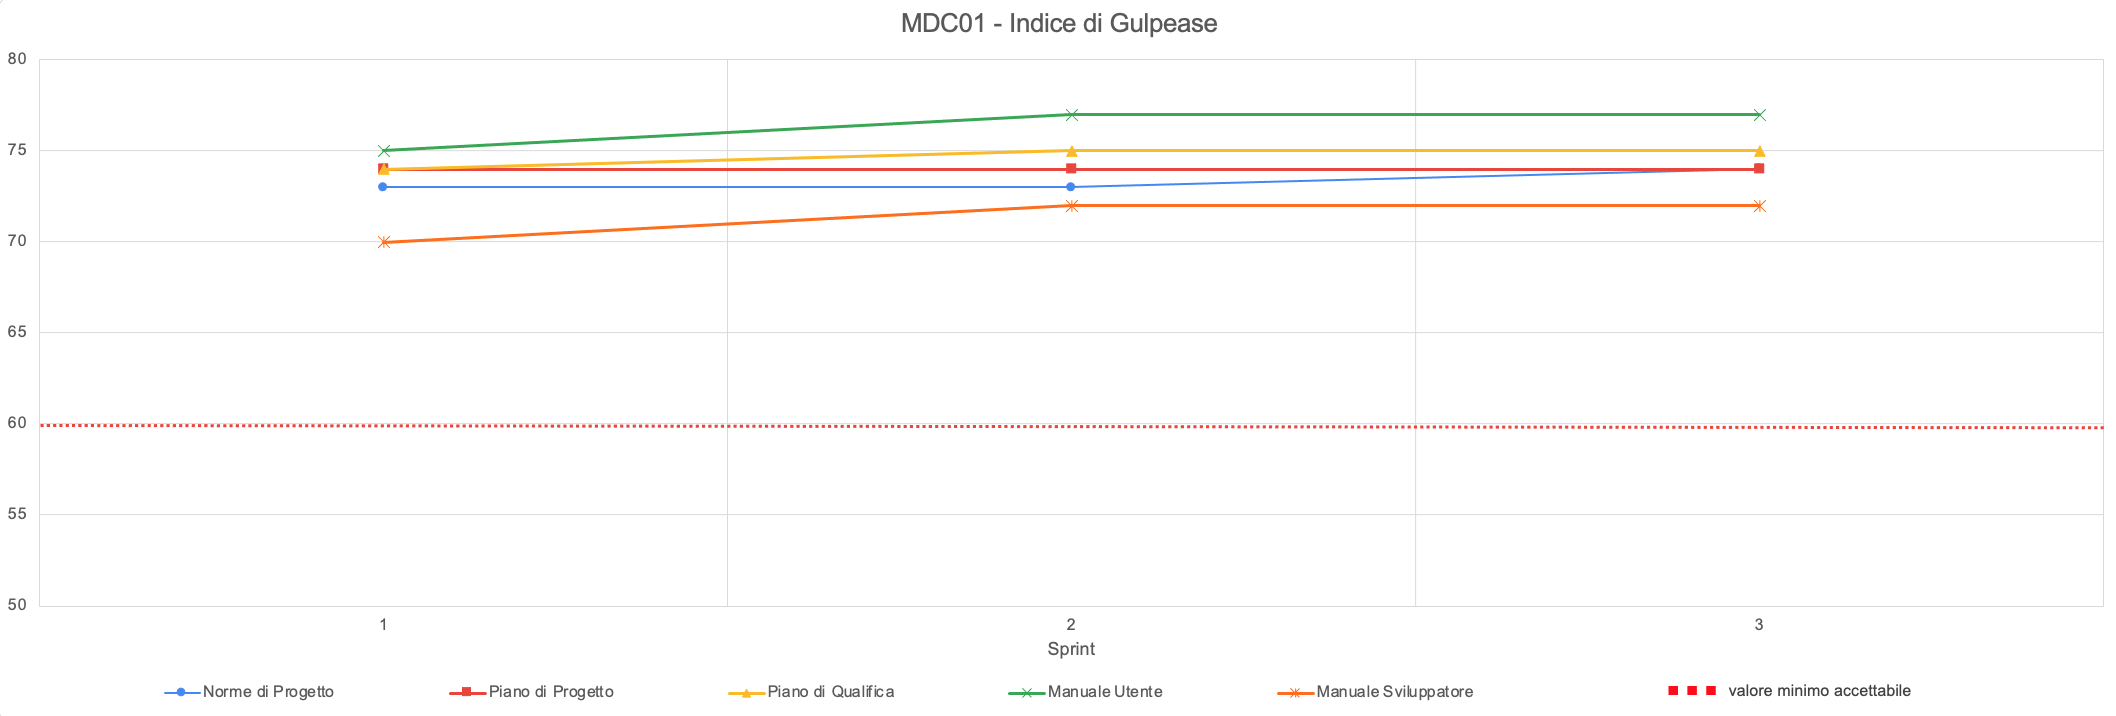 MDC01 - Indice di Gulpease
80
75
70
65
60
55
50
1 2 3
Sprint
Norme di Progetto Piano di Progetto Piano di Qualifica Manuale Utente Manuale Sviluppatore valore minimo accettabile